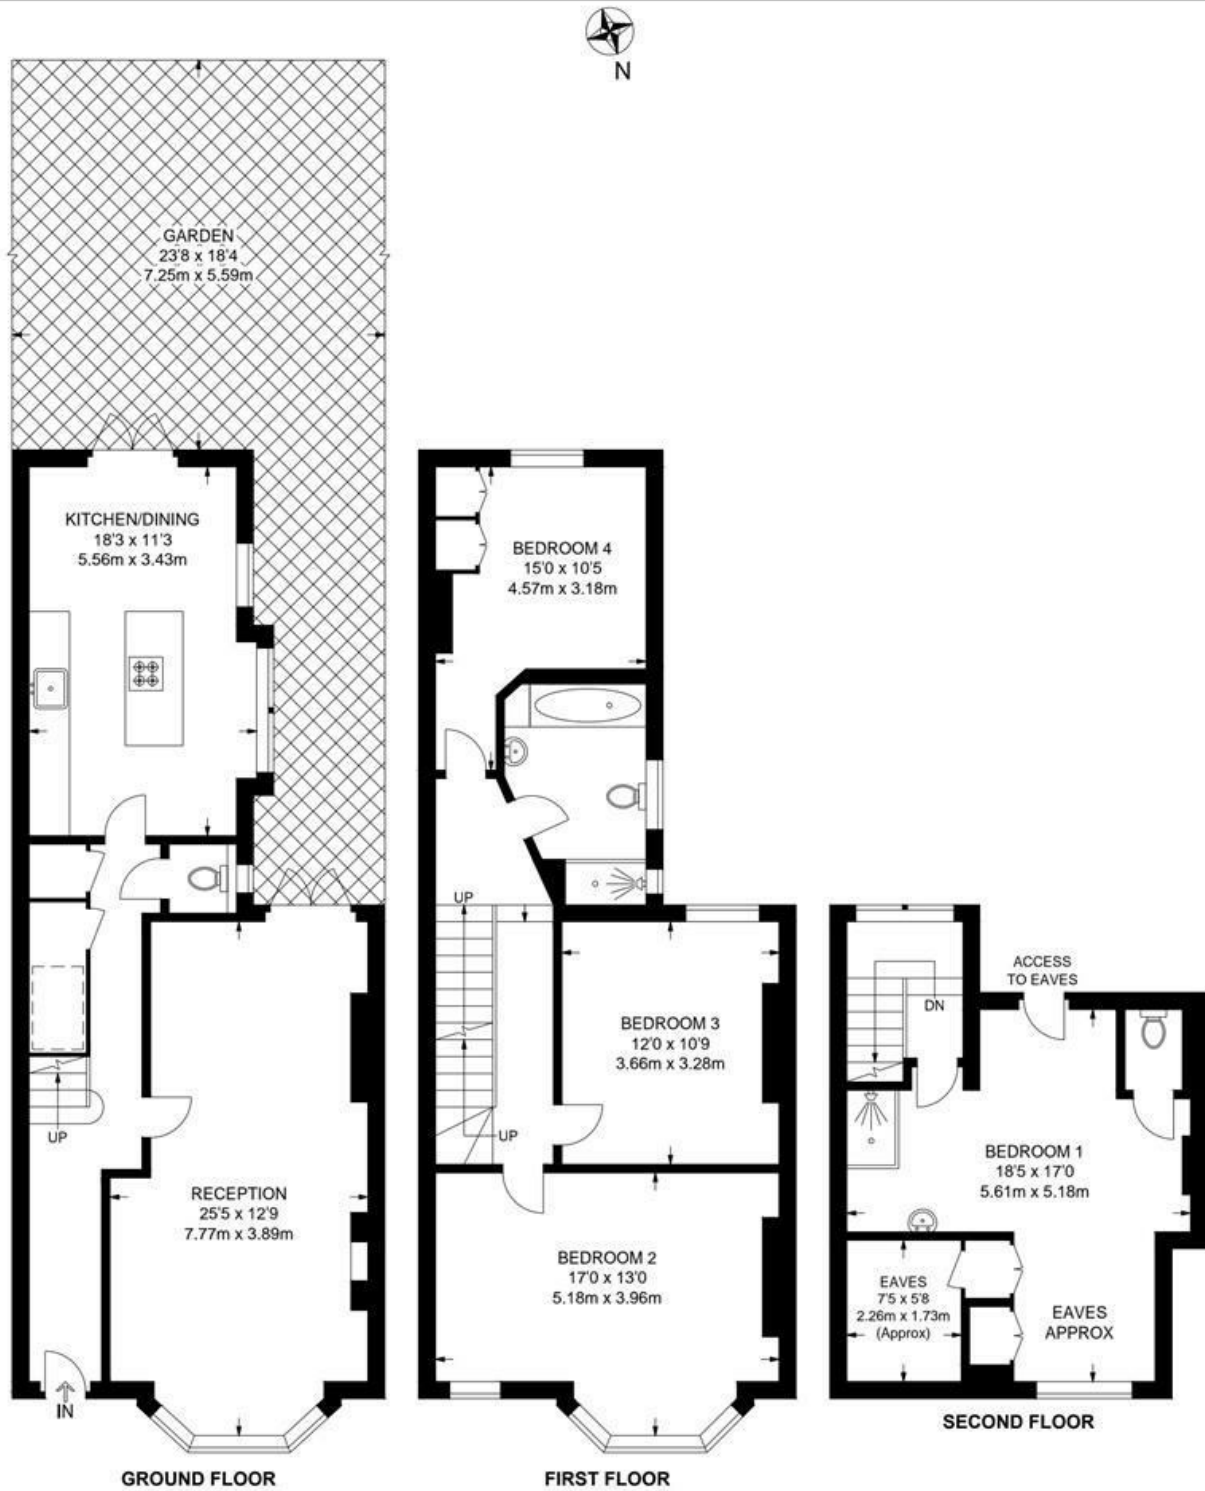 N
GARDEN
23'8 x 18'4
7.25m x 5.59m
KITCHEN/DINING
18'3 x 11'3
5.56m x 3.43m
UP
RECEPTION
25'5 x 12'9
7.77m x 3.89m
IN
GROUND FLOOR
BEDROOM 4
15'0 x 10'5
4.57m x 3.18m
UP
BEDROOM 3
12'0 x 10'9
3.66m x 3.28m
UP
BEDROOM 2
17'0 x 13'0
5.18m x 3.96m
FIRST FLOOR
ACCESS
TO EAVES
DN
BEDROOM 1
18'5 x 17'0
5.61m x 5.18m
EAVES
7'5 x 5'8
2.26m x 1.73m
(Approx)
EAVES
APPROX
SECOND FLOOR